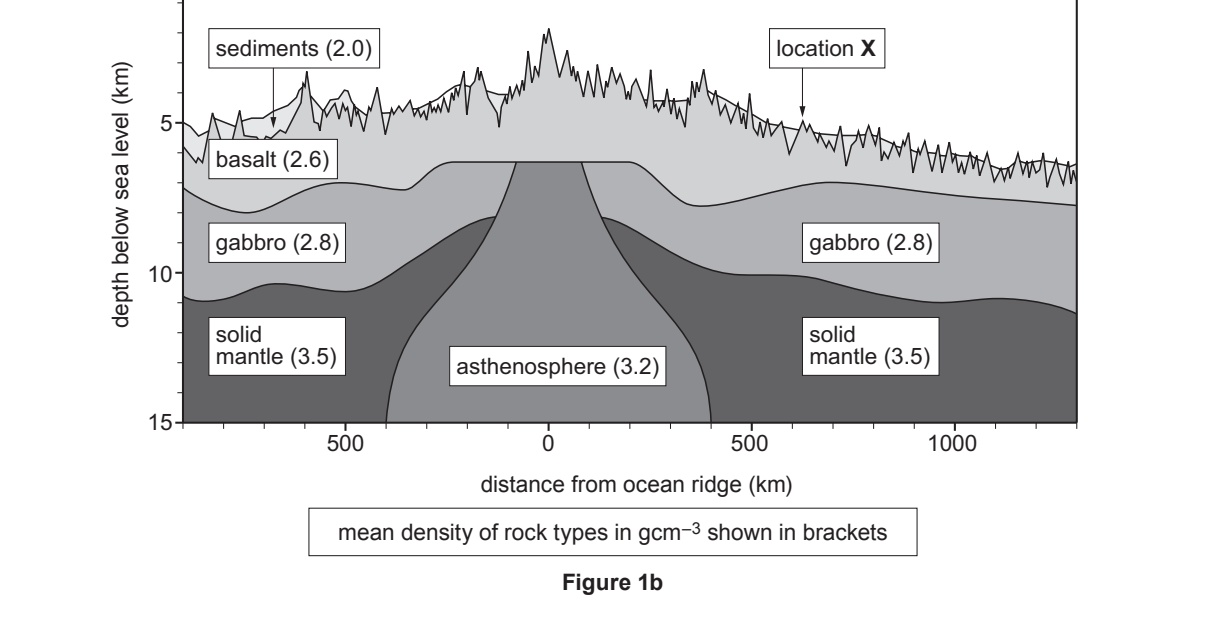 sediments (2.0)
location X
depth below sea level (km)
5
basalt (2.6)
gabbro (2.8)
gabbro (2.8)
10
solid
mantle (3.5)
solid
mantle (3.5)
asthenosphere (3.2)
15
500
0
500
1000
distance from ocean ridge (km)
mean density of rock types in gcm⁻³ shown in brackets
Figure 1b